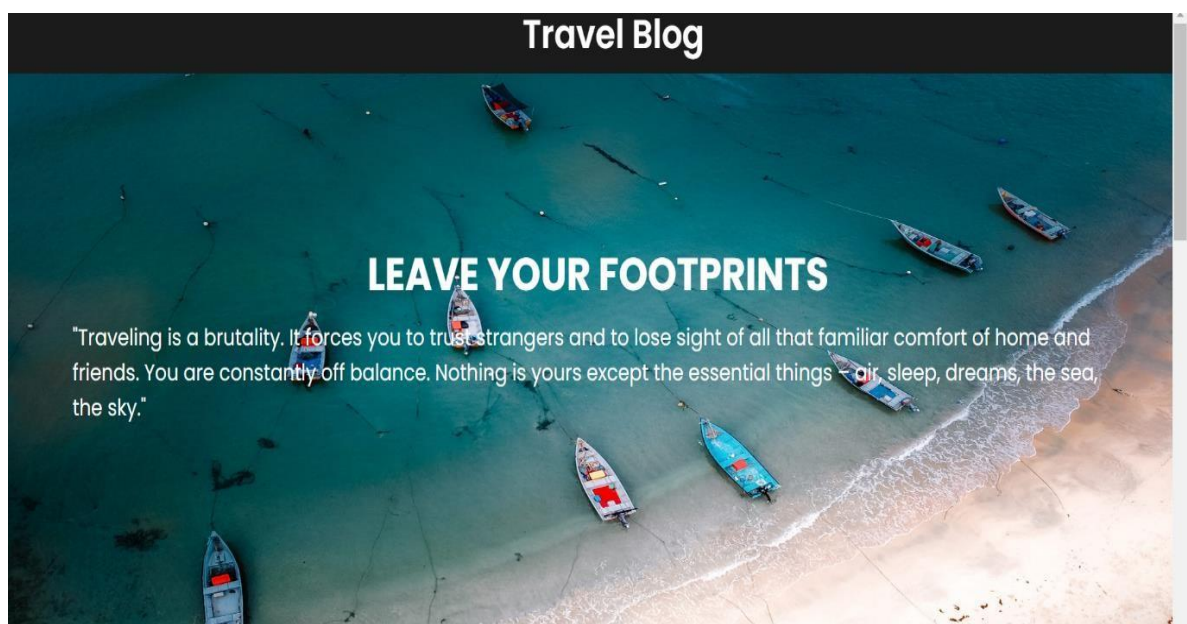 Travel Blog
LEAVE YOUR FOOTPRINTS
"Traveling is a brutality. It forces you to trust strangers and to lose sight of all that familiar comfort of home and
friends. You are constantly off balance. Nothing is yours except the essential things – air, sleep, dreams, the sea,
the sky."